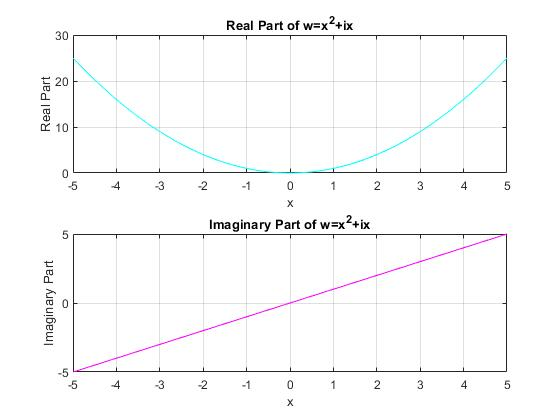 Real Part of w=x²+ix
30
20
10
0
Real Part
-5 -4 -3 -2 -1 0 1 2 3 4 5
x
Imaginary Part of w=x²+ix
5
0
-5
Imaginary Part
-5 -4 -3 -2 -1 0 1 2 3 4 5
x